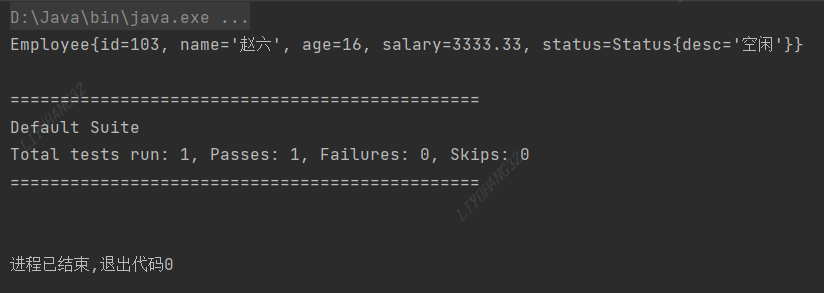 D:\Java\bin\java.exe ...
Employee{id=103, name='赵六', age=16, salary=3333.33, status=Status{desc='空闲'}}
===============================================
Default Suite
Total tests run: 1, Passes: 1, Failures: 0, Skips: 0
===============================================
进程已结束,退出代码0
LIYUHANG32
LIYUHANG32